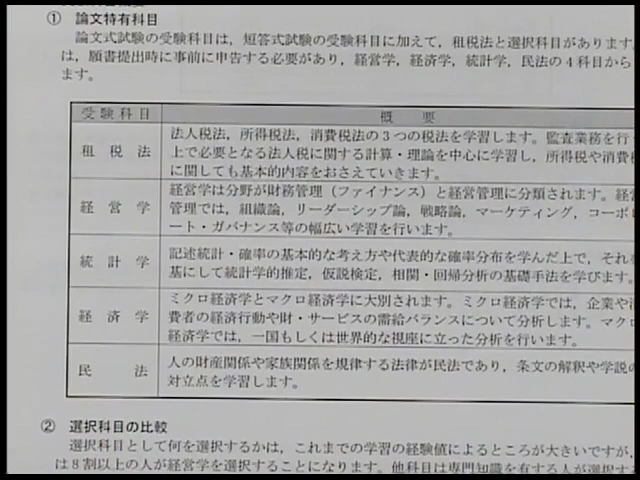 ① 論文特有科目
論文式試験の受験科目は，短答式試験の受験科目に加えて，租税法と選択科目があります
は，願書提出時に事前に申告する必要があり，経営学，経済学，統計学，民法の４科目から
ます。
受験科目 概要
租税法
法人税法，所得税法，消費税法の３つの税法を学習します。監査業務を行
上で必要となる法人税に関する計算・理論を中心に学習し，所得税や消費税
に関しても基本的内容をおさえていきます。
経営学
経営学は分野が財務管理（ファイナンス）と経営管理に分類されます。経営
管理では，組織論，リーダーシップ論，戦略論，マーケティング，コーポレ
ート・ガバナンス等の幅広い学習を行います。
統計学
記述統計・確率の基本的な考え方や代表的な確率分布を学んだ上で，それを
基にして統計学的推定，仮説検定，相関・回帰分析の基礎手法を学びます。
経済学
ミクロ経済学とマクロ経済学に大別されます。ミクロ経済学では，企業や消
費者の経済行動や財・サービスの需給バランスについて分析します。マクロ
経済学では，一国もしくは世界的な視座に立った分析を行います。
民法
人の財産関係や家族関係を規律する法律が民法であり，条文の解釈や学説の
対立点を学習します。
② 選択科目の比較
選択科目として何を選択するかは，これまでの学習の経験値によるところが大きいですが，
は８割以上の人が経営学を選択することになります。他科目は専門知識を有する人が選択す